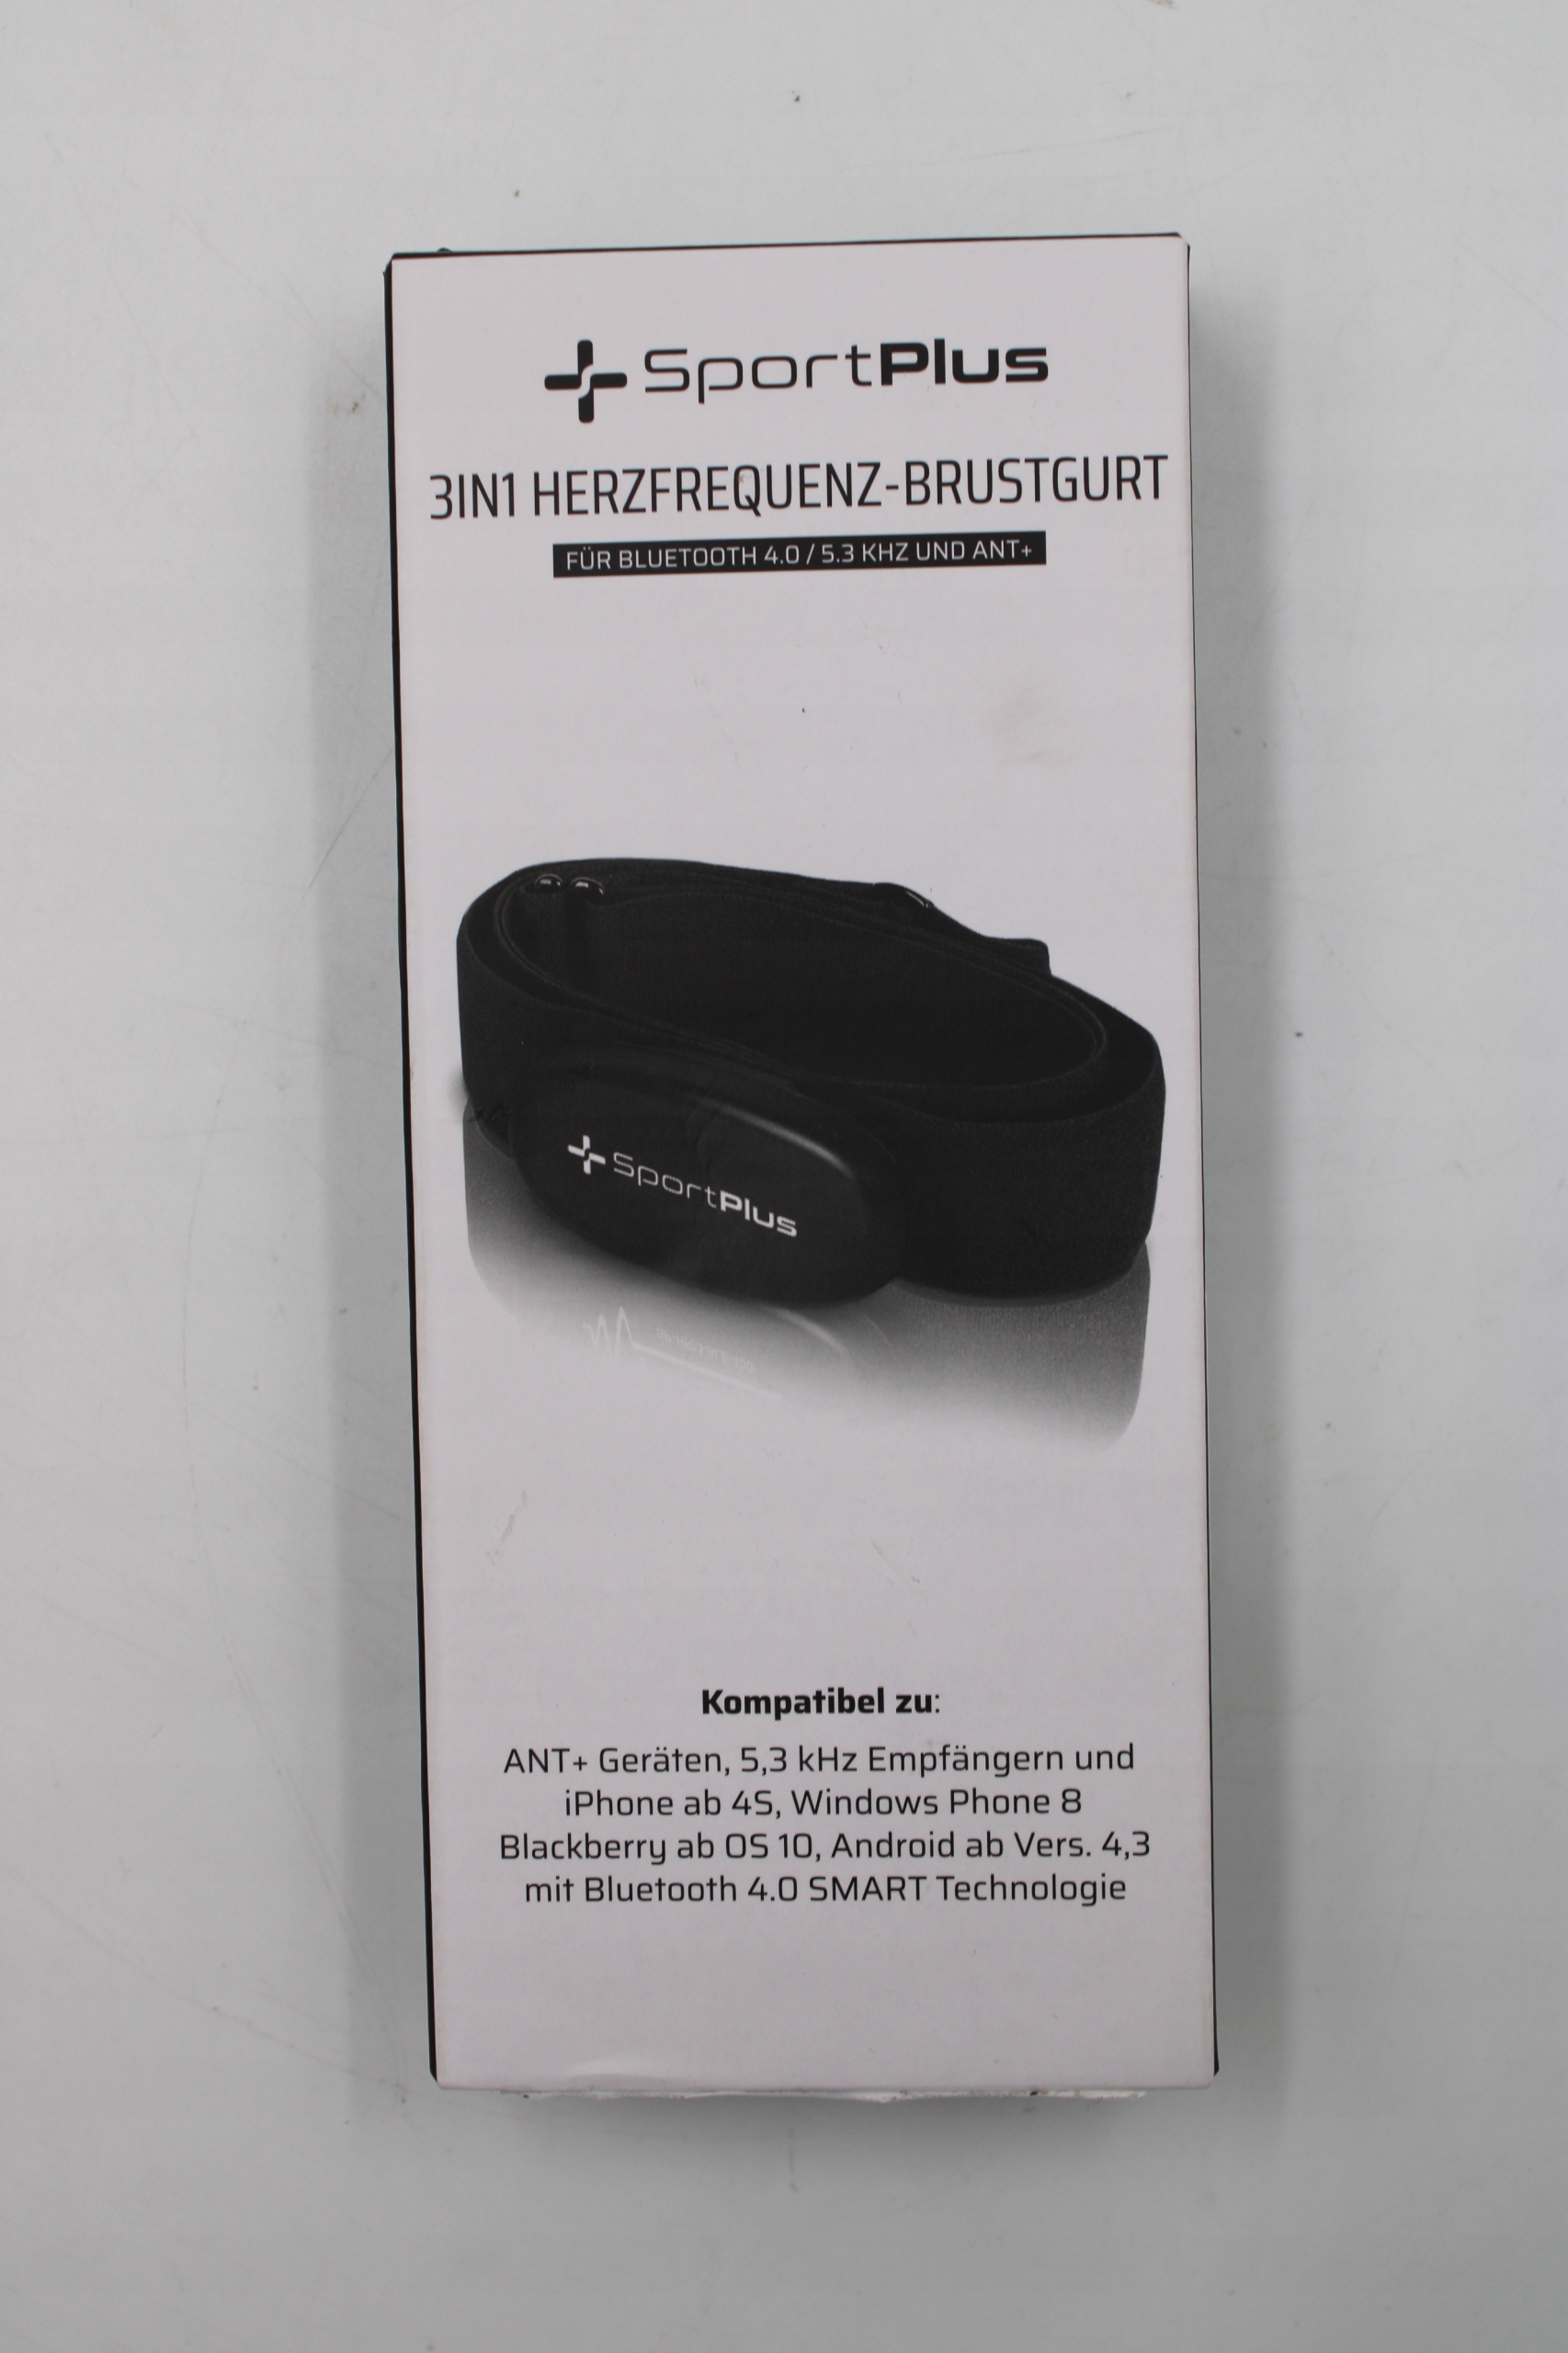 SportPlus
3IN1 HERZFREQUENZ-BRUSTGURT
FÜR BLUETOOTH 4.0 / 5.3 KHZ UND ANT+
SportPlus
Kompatibel zu:
ANT+ Geräten, 5,3 kHz Empfängern und
iPhone ab 4S, Windows Phone 8
Blackberry ab OS 10, Android ab Vers. 4,3
mit Bluetooth 4.0 SMART Technologie